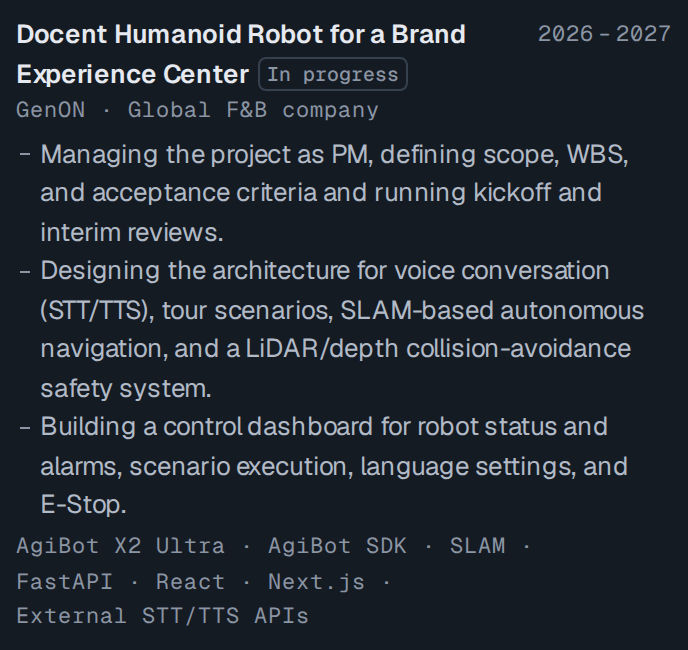 Docent Humanoid Robot for a Brand 2026 – 2027
Experience Center In progress
GenON · Global F&B company
– Managing the project as PM, defining scope, WBS,
and acceptance criteria and running kickoff and
interim reviews.
– Designing the architecture for voice conversation
(STT/TTS), tour scenarios, SLAM-based autonomous
navigation, and a LiDAR/depth collision-avoidance
safety system.
– Building a control dashboard for robot status and
alarms, scenario execution, language settings, and
E-Stop.
AgiBot X2 Ultra · AgiBot SDK · SLAM ·
FastAPI · React · Next.js ·
External STT/TTS APIs